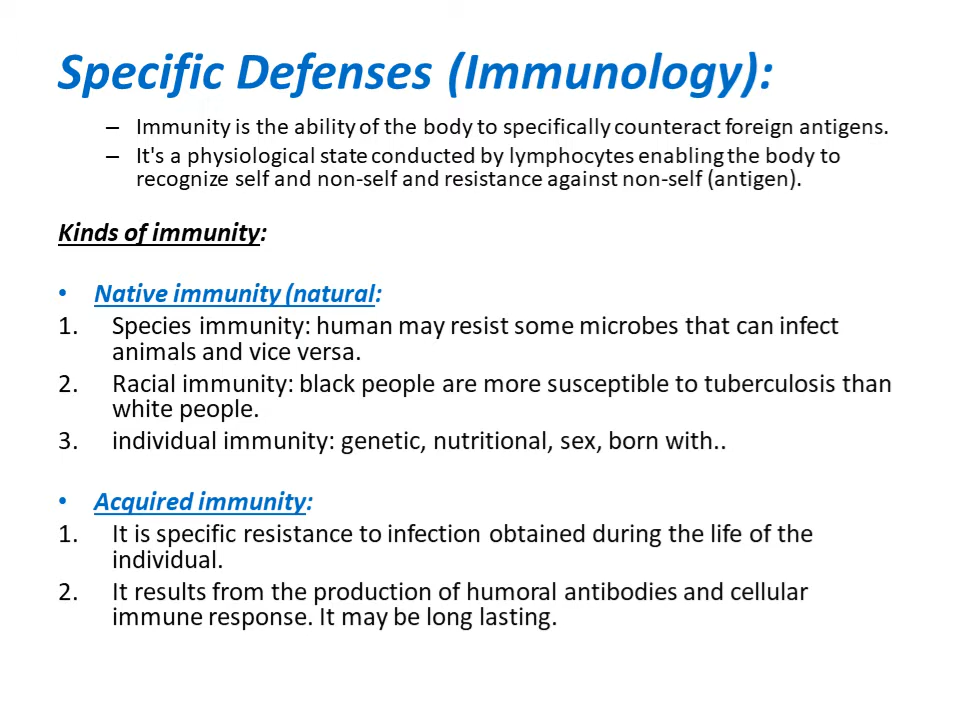 Specific Defenses (Immunology):
– Immunity is the ability of the body to specifically counteract foreign antigens.
– It's a physiological state conducted by lymphocytes enabling the body to
recognize self and non-self and resistance against non-self (antigen).
Kinds of immunity:
• Native immunity (natural:
1. Species immunity: human may resist some microbes that can infect
animals and vice versa.
2. Racial immunity: black people are more susceptible to tuberculosis than
white people.
3. individual immunity: genetic, nutritional, sex, born with..
• Acquired immunity:
1. It is specific resistance to infection obtained during the life of the
individual.
2. It results from the production of humoral antibodies and cellular
immune response. It may be long lasting.